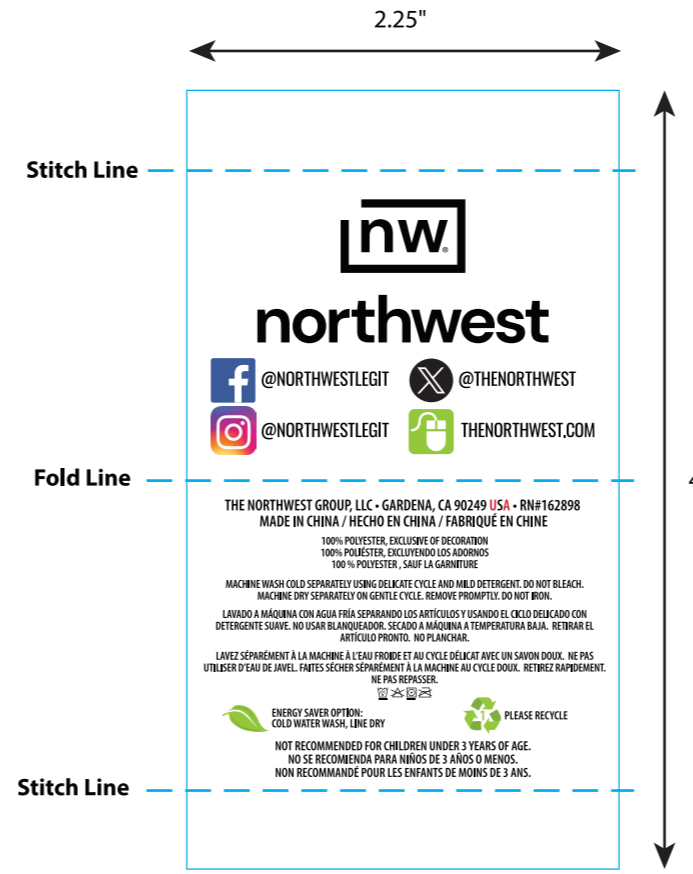 2.25"
Stitch Line
nw®
northwest
@NORTHWESTLEGIT
@THENORTHWEST
@NORTHWESTLEGIT
THENORTHWEST.COM
Fold Line
4
THE NORTHWEST GROUP, LLC • GARDENA, CA 90249 USA • RN#162898
MADE IN CHINA / HECHO EN CHINA / FABRIQUÉ EN CHINE
100% POLYESTER, EXCLUSIVE OF DECORATION
100% POLIÉSTER, EXCLUYENDO LOS ADORNOS
100 % POLYESTER , SAUF LA GARNITURE
MACHINE WASH COLD SEPARATELY USING DELICATE CYCLE AND MILD DETERGENT. DO NOT BLEACH.
MACHINE DRY SEPARATELY ON GENTLE CYCLE. REMOVE PROMPTLY. DO NOT IRON.
LAVADO A MÁQUINA CON AGUA FRÍA SEPARANDO LOS ARTÍCULOS Y USANDO EL CICLO DELICADO CON
DETERGENTE SUAVE. NO USAR BLANQUEADOR. SECADO A MÁQUINA A TEMPERATURA BAJA. RETIRAR EL
ARTÍCULO PRONTO. NO PLANCHAR.
LAVEZ SÉPARÉMENT À LA MACHINE À L'EAU FROIDE ET AU CYCLE DÉLICAT AVEC UN SAVON DOUX. NE PAS
UTILISER D'EAU DE JAVEL. FAITES SÉCHER SÉPARÉMENT À LA MACHINE AU CYCLE DOUX. RETIREZ RAPIDEMENT.
NE PAS REPASSER.
ENERGY SAVER OPTION:
COLD WATER WASH, LINE DRY
1
PLEASE RECYCLE
NOT RECOMMENDED FOR CHILDREN UNDER 3 YEARS OF AGE.
NO SE RECOMIENDA PARA NIÑOS DE 3 AÑOS O MENOS.
NON RECOMMANDÉ POUR LES ENFANTS DE MOINS DE 3 ANS.
Stitch Line